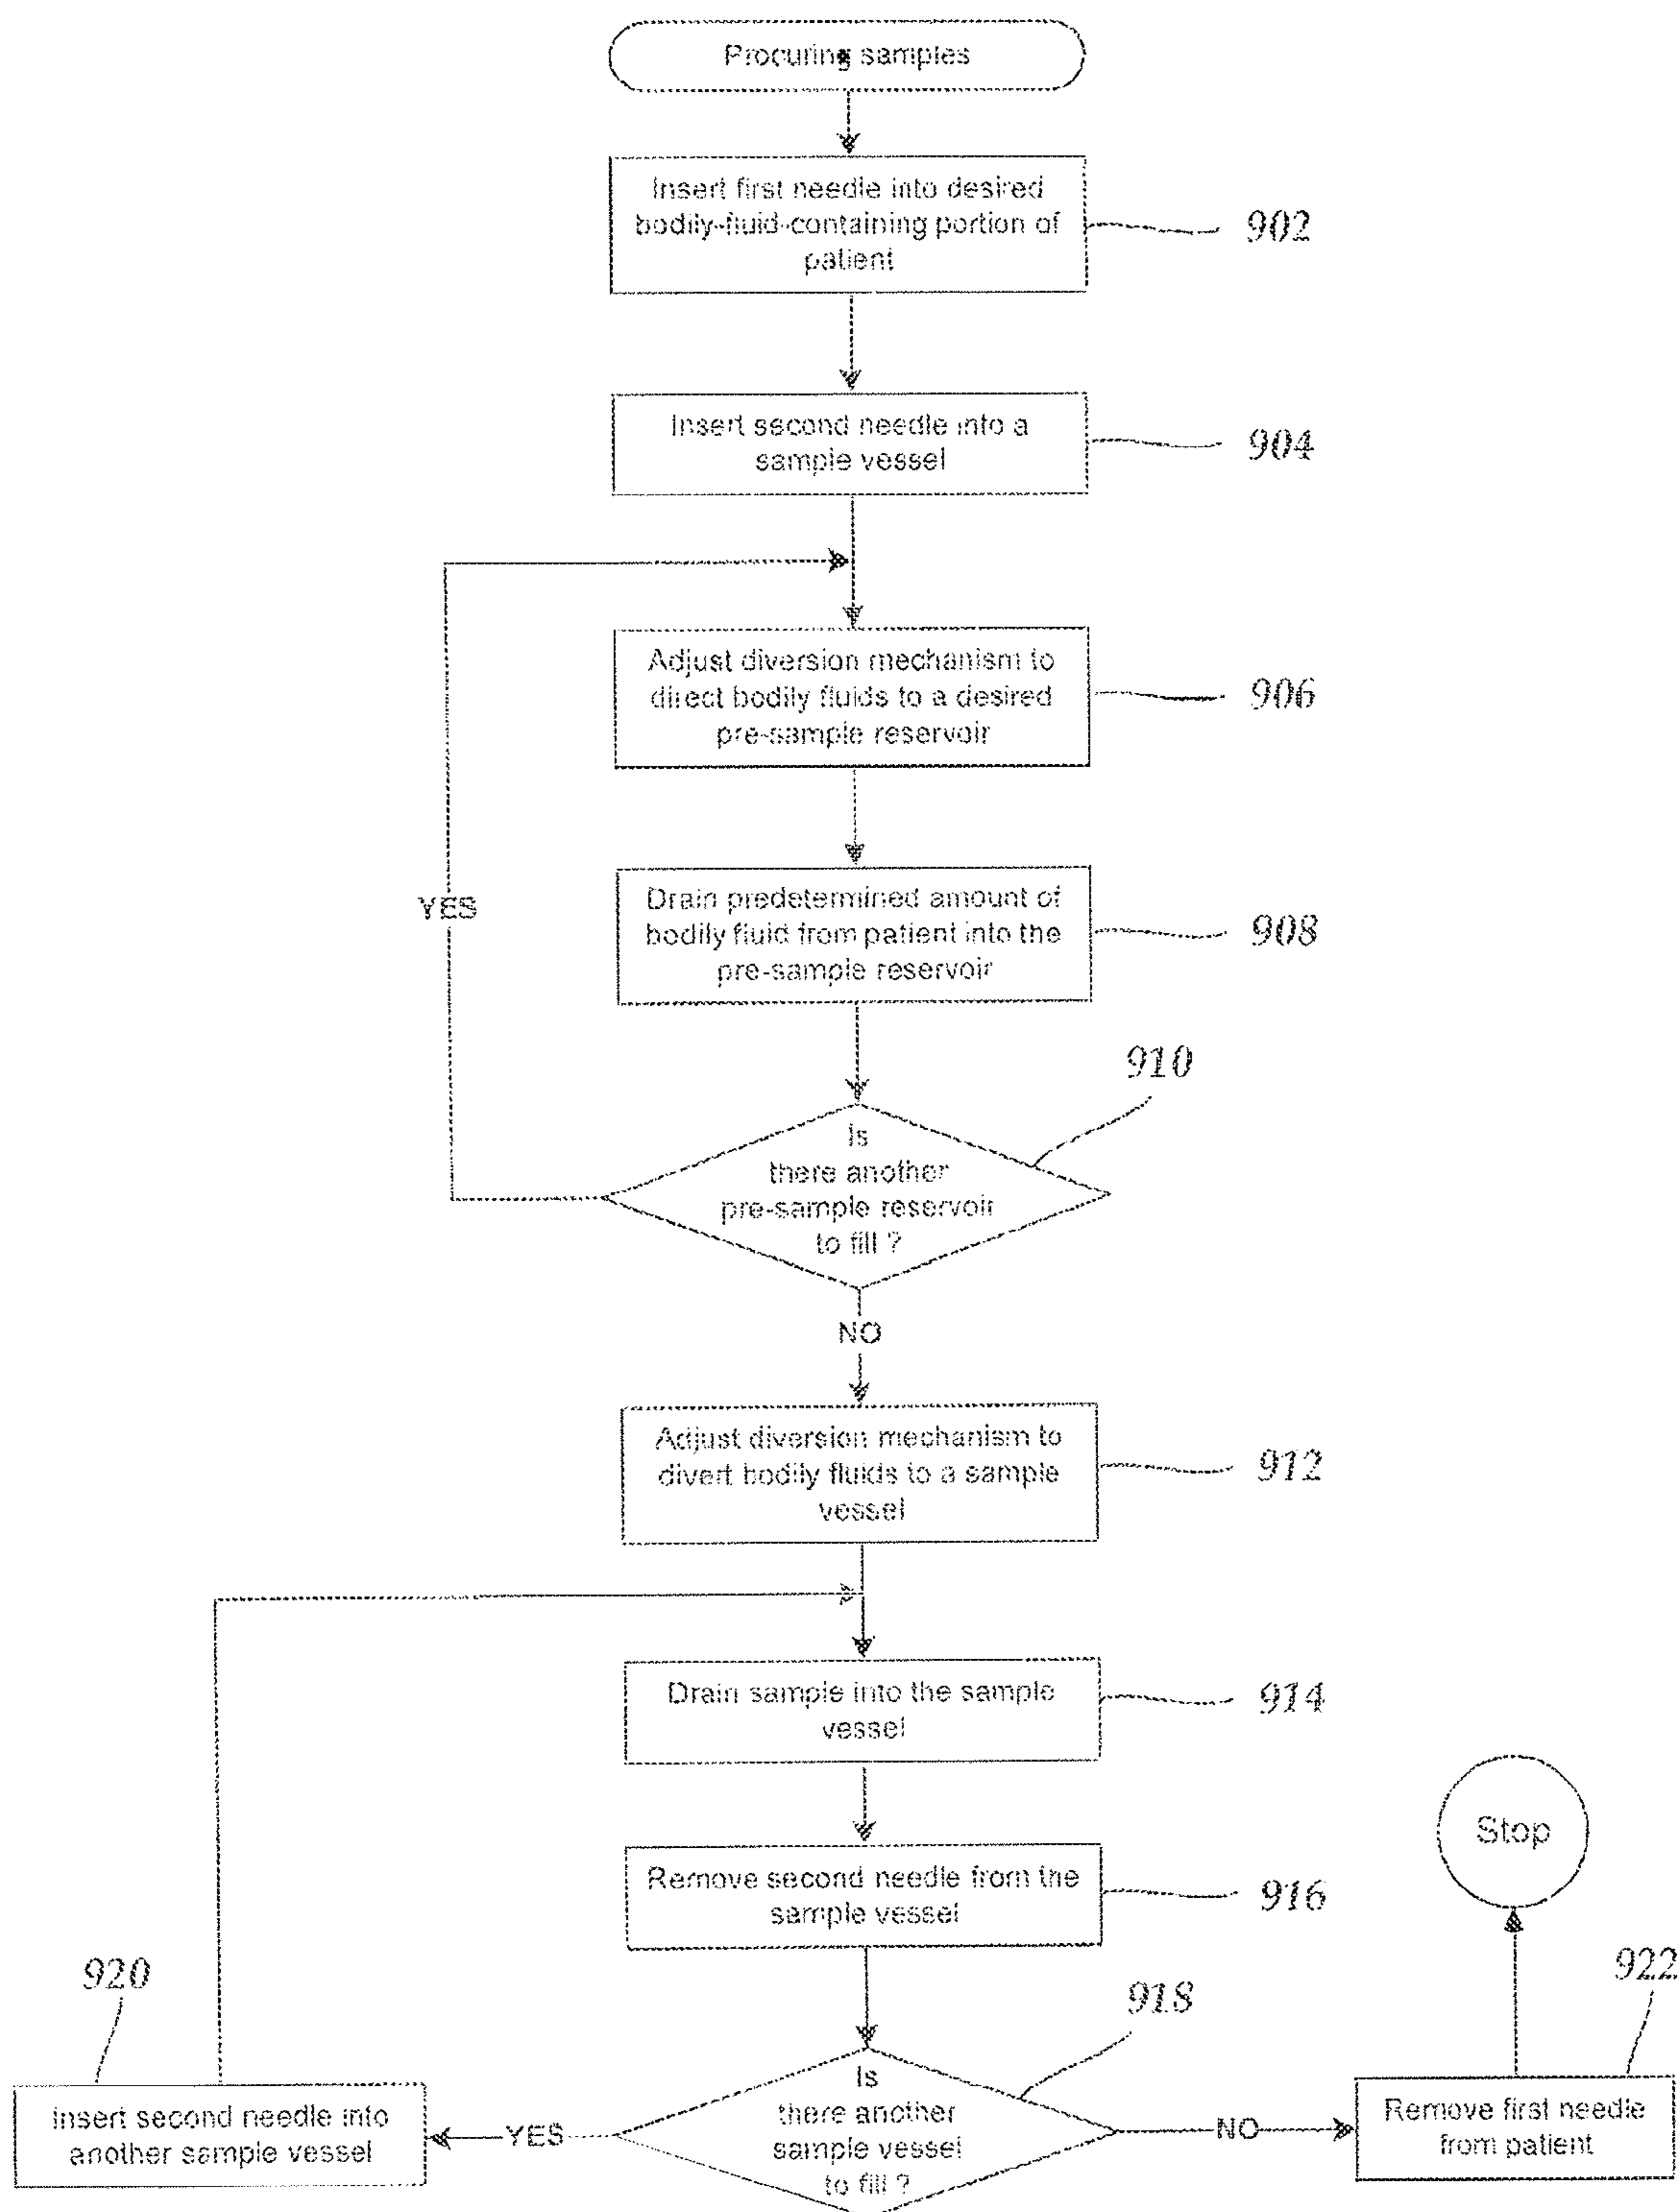 Procuring samples
Insert first needle into desired
bodily-fluid-containing portion of
patient
902
Insert second needle into a
sample vessel
904
Adjust diversion mechanism to
direct bodily fluids to a desired
pre-sample reservoir
906
YES
Drain predetermined amount of
bodily fluid from patient into the
pre-sample reservoir
908
910
Is
there another
pre-sample reservoir
to fill ?
NO
Adjust diversion mechanism to
divert bodily fluids to a sample
vessel
912
Drain sample into the sample
vessel
914
Stop
Remove second needle from the
sample vessel
916
920
918
922
Insert second needle into
another sample vessel
YES
Is
there another
sample vessel
to fill ?
NO
Remove first needle
from patient